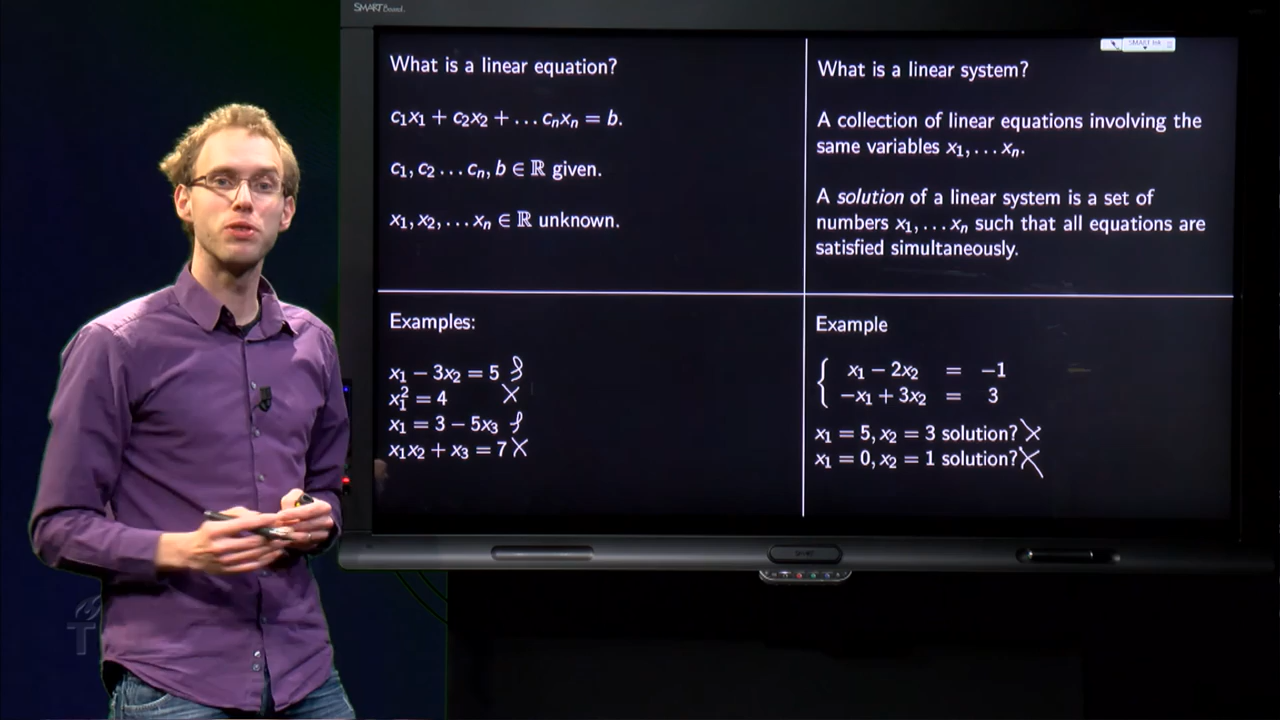 SMART Board.
What is a linear equation?
c₁x₁ + c₂x₂ + … cₙxₙ = b.
c₁, c₂ … cₙ, b ∈ ℝ given.
x₁, x₂, … xₙ ∈ ℝ unknown.
SMART Ink
What is a linear system?
A collection of linear equations involving the
same variables x₁, … xₙ.
A solution of a linear system is a set of
numbers x₁, … xₙ such that all equations are
satisfied simultaneously.
Examples:
x₁ − 3x₂ = 5
x₁² = 4 ×
x₁ = 3 − 5x₃
x₁x₂ + x₃ = 7 ×
Example
{ x₁ − 2x₂ = −1
−x₁ + 3x₂ = 3
x₁ = 5, x₂ = 3 solution? ×
x₁ = 0, x₂ = 1 solution? ×
SMART
T